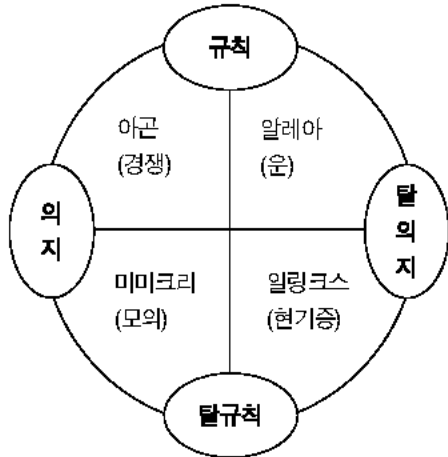 규칙
아곤
(경쟁)
알레아
(운)
의
지
탈
의
지
미미크리
(모의)
일링크스
(현기증)
탈규칙